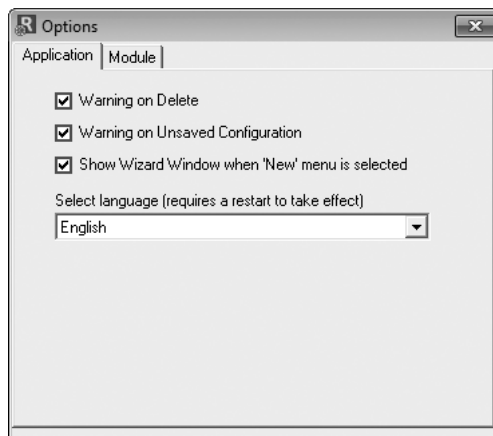 Options
Application Module
Warning on Delete
Warning on Unsaved Configuration
Show Wizard Window when 'New' menu is selected
Select language (requires a restart to take effect)
English